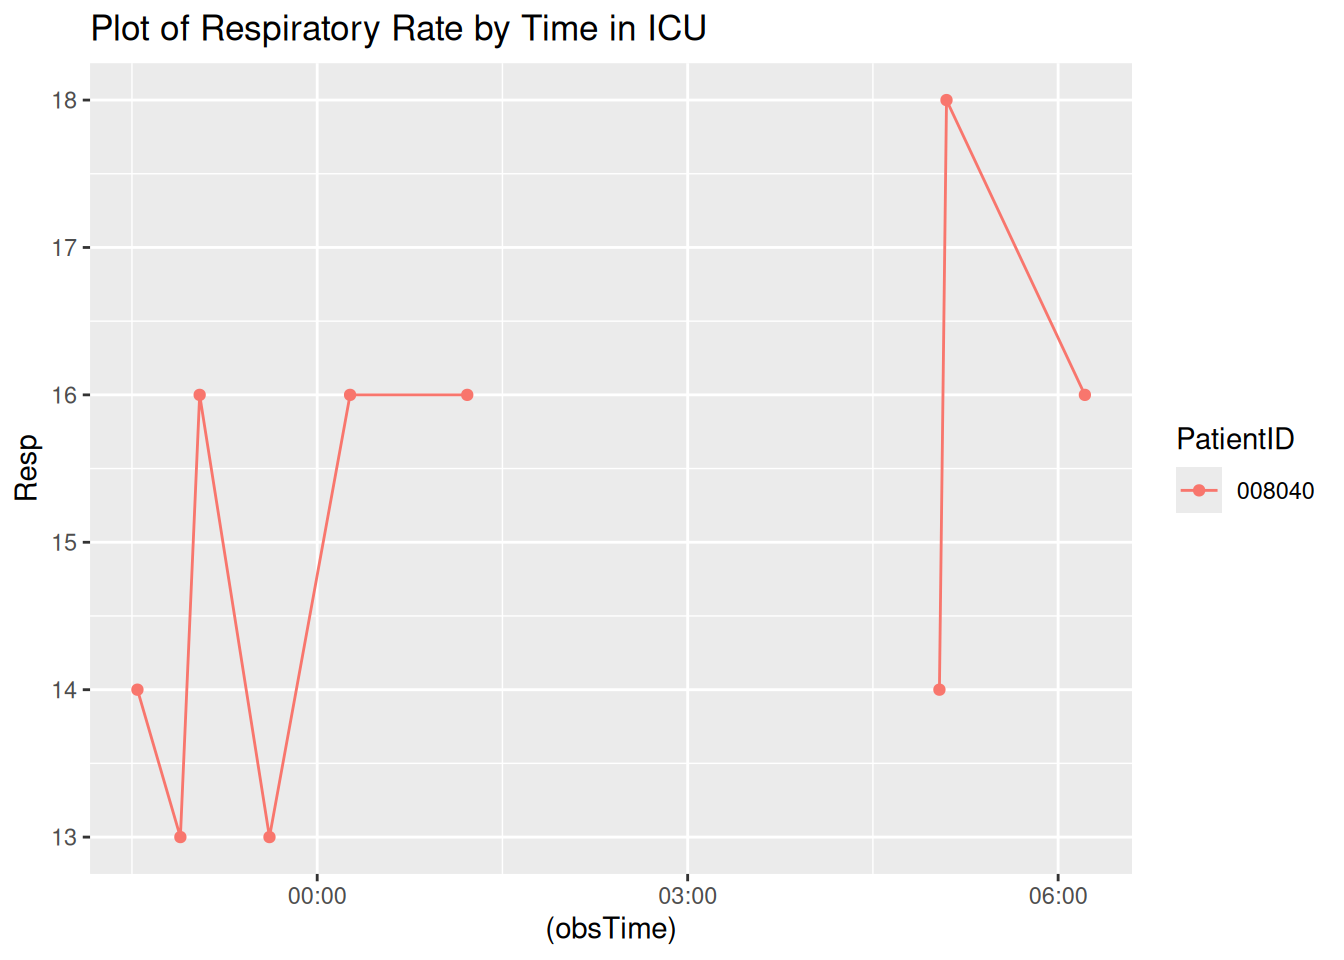 Plot of Respiratory Rate by Time in ICU
18
17
16
15
14
13
Resp
00:00 03:00 06:00
(obsTime)
PatientID
008040